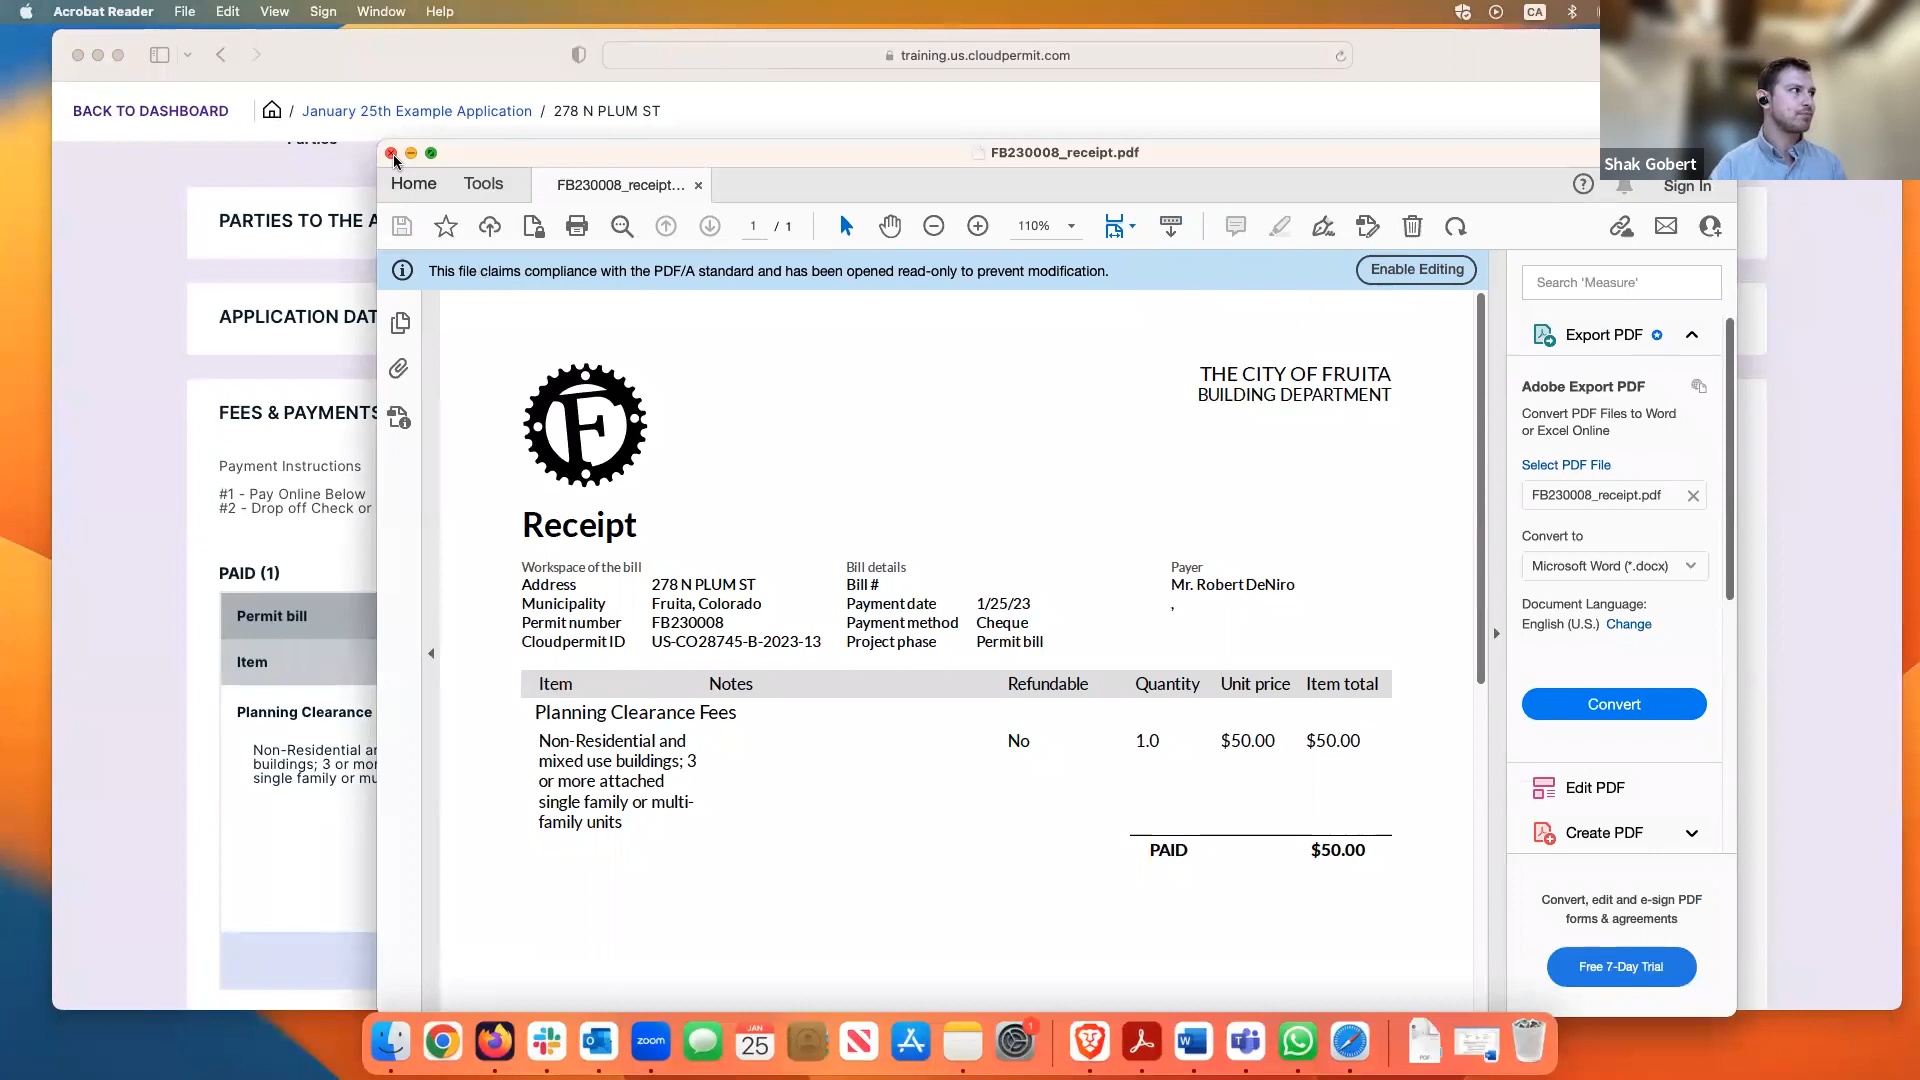 Acrobat Reader File Edit View Sign Window Help
CA
training.us.cloudpermit.com
BACK TO DASHBOARD / January 25th Example Application / 278 N PLUM ST
Shak Gobert
FB230008_receipt.pdf
PARTIES TO THE A
APPLICATION DAT
FEES & PAYMENTS
Payment Instructions
#1 - Pay Online Below
#2 - Drop off Check or
PAID (1)
Permit bill
Item
Planning Clearance
Non-Residential ar
buildings; 3 or mor
single family or mu
Home Tools FB230008_receipt... ×
Sign In
1 / 1 110%
This file claims compliance with the PDF/A standard and has been opened read-only to prevent modification.
Enable Editing
F
THE CITY OF FRUITA
BUILDING DEPARTMENT
Receipt
Workspace of the bill
Address 278 N PLUM ST
Municipality Fruita, Colorado
Permit number FB230008
Cloudpermit ID US-CO28745-B-2023-13
Bill details
Bill #
Payment date 1/25/23
Payment method Cheque
Project phase Permit bill
Payer
Mr. Robert DeNiro
,
Item Notes Refundable Quantity Unit price Item total
Planning Clearance Fees
Non-Residential and No 1.0 $50.00 $50.00
mixed use buildings; 3
or more attached
single family or multi-
family units
PAID $50.00
Search 'Measure'
Export PDF
Adobe Export PDF
Convert PDF Files to Word
or Excel Online
Select PDF File
FB230008_receipt.pdf
Convert to
Microsoft Word (*.docx)
Document Language:
English (U.S.) Change
Convert
Edit PDF
Create PDF
Convert, edit and e-sign PDF
forms & agreements
Free 7-Day Trial
zoom
JAN
25
1
PDF